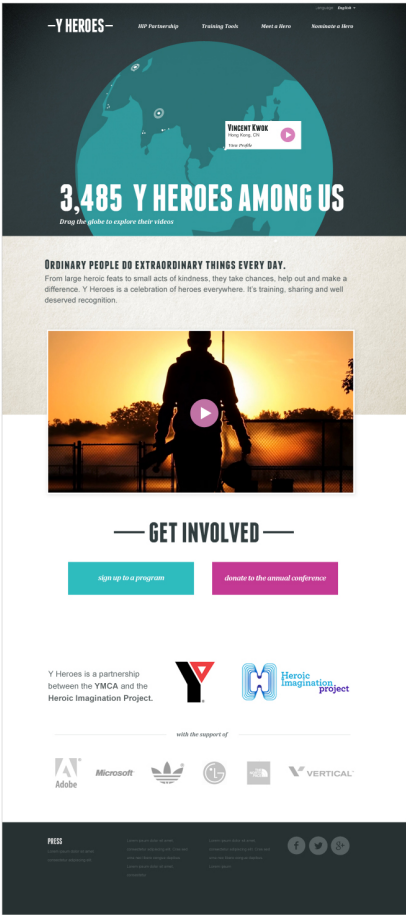 Language English
Y HEROES
HIP Partnership Training Tools Meet a Hero Nominate a Hero
VINCENT KWOK
Hong Kong, CN
View Profile
3,485 Y HEROES AMONG US
Drag the globe to explore their videos
ORDINARY PEOPLE DO EXTRAORDINARY THINGS EVERY DAY.
From large heroic feats to small acts of kindness, they take chances, help out and make a
difference. Y Heroes is a celebration of heroes everywhere. It's training, sharing and well
deserved recognition.
GET INVOLVED
sign up to a program
donate to the annual conference
Y Heroes is a partnership
between the YMCA and the
Heroic Imagination Project.
Y
Heroic
Imagination
project
with the support of
Adobe
Microsoft
adidas
LG
VERTICAL
PRESS